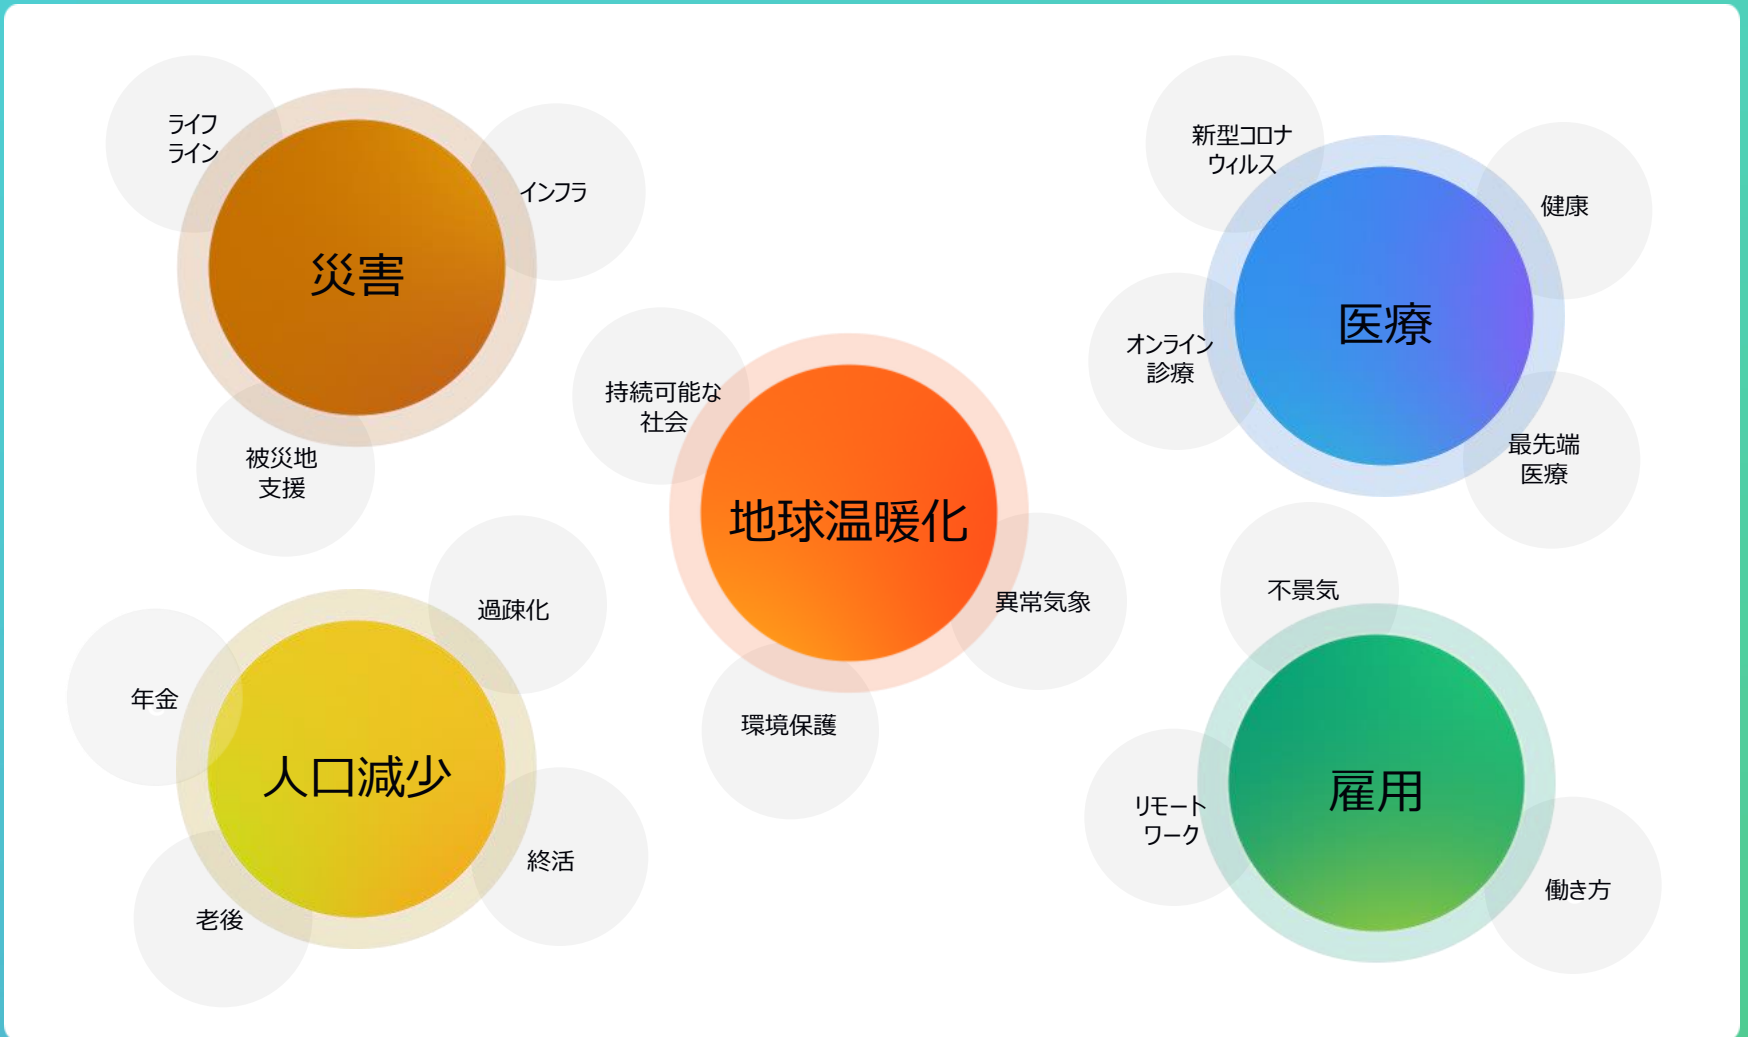 ライフ
ライン
インフラ
災害
被災地
支援
新型コロナ
ウィルス
健康
医療
オンライン
診療
最先端
医療
持続可能な
社会
地球温暖化
異常気象
環境保護
過疎化
年金
人口減少
終活
老後
不景気
雇用
リモート
ワーク
働き方